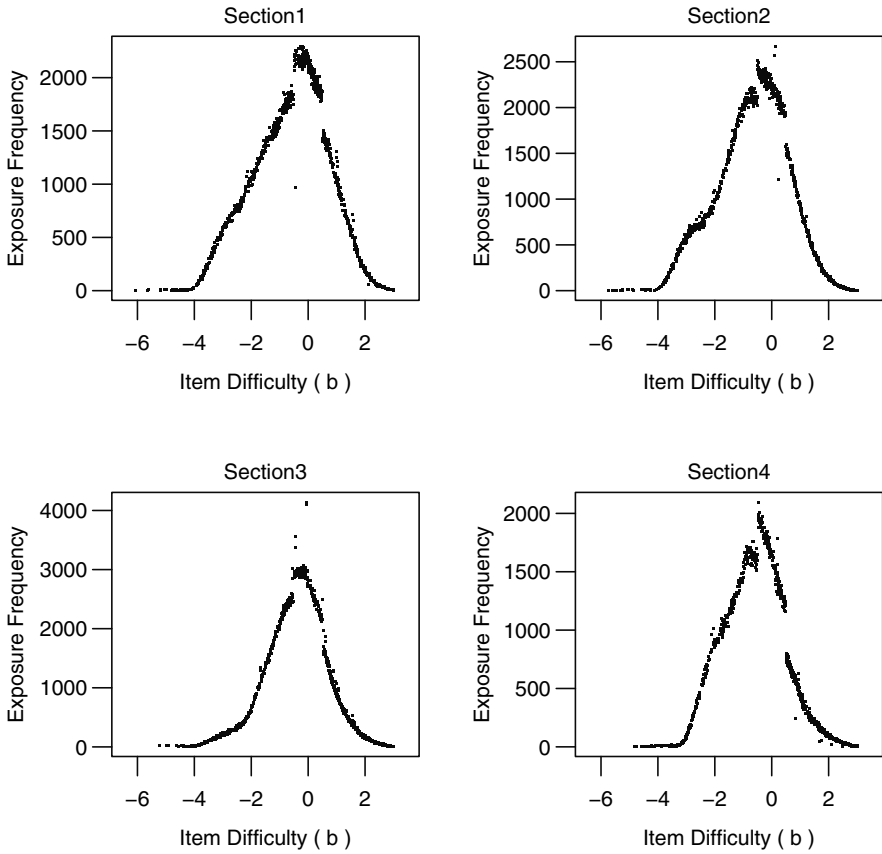 Section1
Exposure Frequency
2000
1500
1000
500
0
−6 −4 −2 0 2
Item Difficulty ( b )
Section2
Exposure Frequency
2500
2000
1500
1000
500
0
−6 −4 −2 0 2
Item Difficulty ( b )
Section3
Exposure Frequency
4000
3000
2000
1000
0
−6 −4 −2 0 2
Item Difficulty ( b )
Section4
Exposure Frequency
2000
1500
1000
500
0
−6 −4 −2 0 2
Item Difficulty ( b )